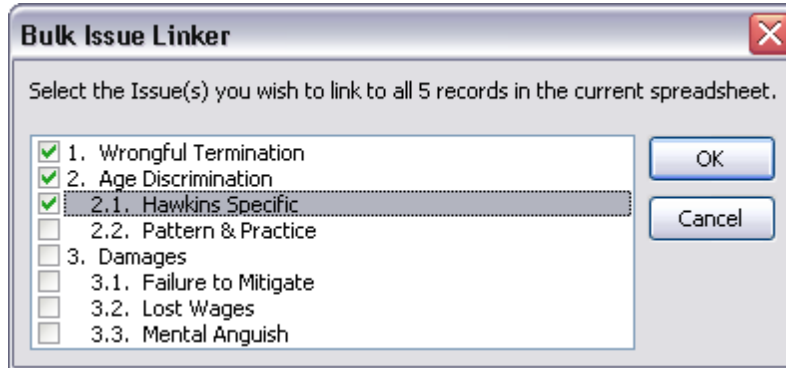 Bulk Issue Linker
Select the Issue(s) you wish to link to all 5 records in the current spreadsheet.
1. Wrongful Termination
2. Age Discrimination
2.1. Hawkins Specific
2.2. Pattern & Practice
3. Damages
3.1. Failure to Mitigate
3.2. Lost Wages
3.3. Mental Anguish
OK
Cancel